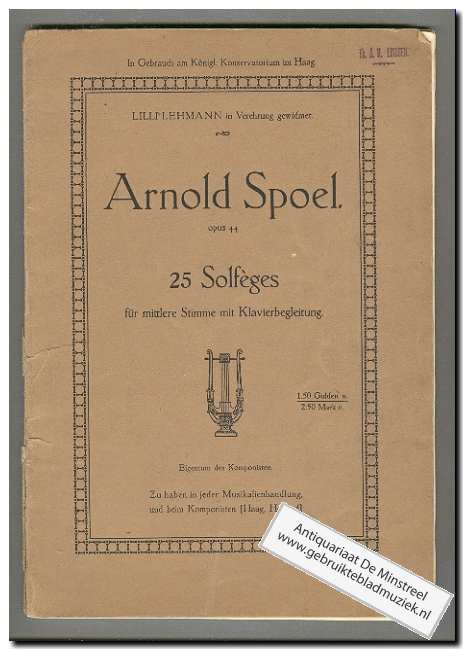 In Gebrauch am Königl. Konservatorium im Haag.
LILLI LEHMANN in Verehrung gewidmet.
Arnold Spoel.
opus 44
25 Solfèges
für mittlere Stimme mit Klavierbegleitung.
1.50 Gulden n.
2.50 Mark n.
Eigentum der Komponisten.
Zu haben in jeder Musikalienhandlung,
und beim Komponisten [Haag,
Antiquariaat De Minstreel
www.gebruiktebladmuziek.nl